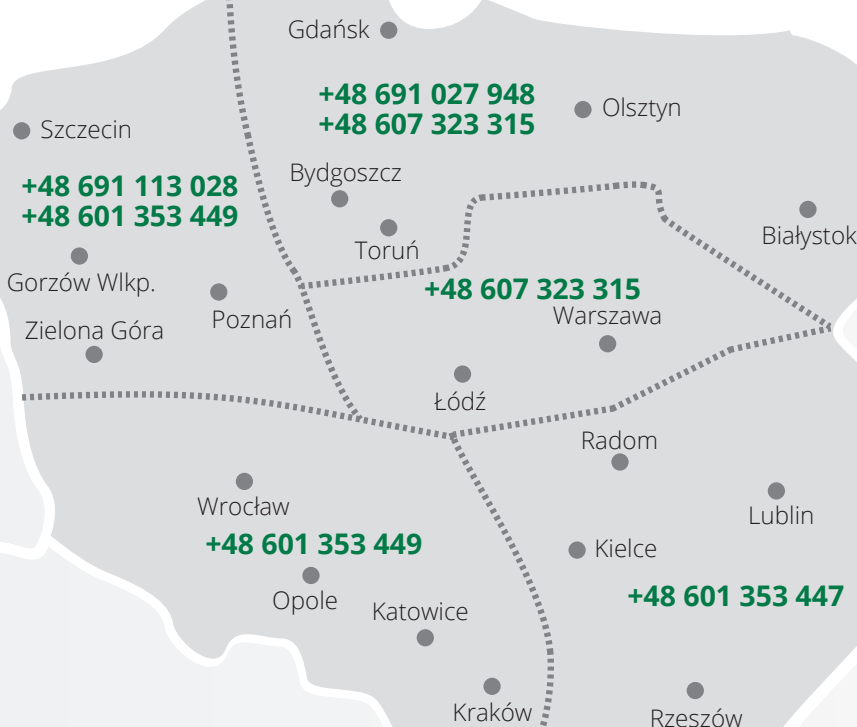 Gdańsk
+48 691 027 948
+48 607 323 315
Olsztyn
Szczecin
+48 691 113 028
+48 601 353 449
Bydgoszcz
Toruń
Białystok
Gorzów Wlkp.
Poznań
Zielona Góra
+48 607 323 315
Warszawa
Łódź
Radom
Wrocław
Lublin
+48 601 353 449
Kielce
Opole
Katowice
+48 601 353 447
Kraków
Rzeszów